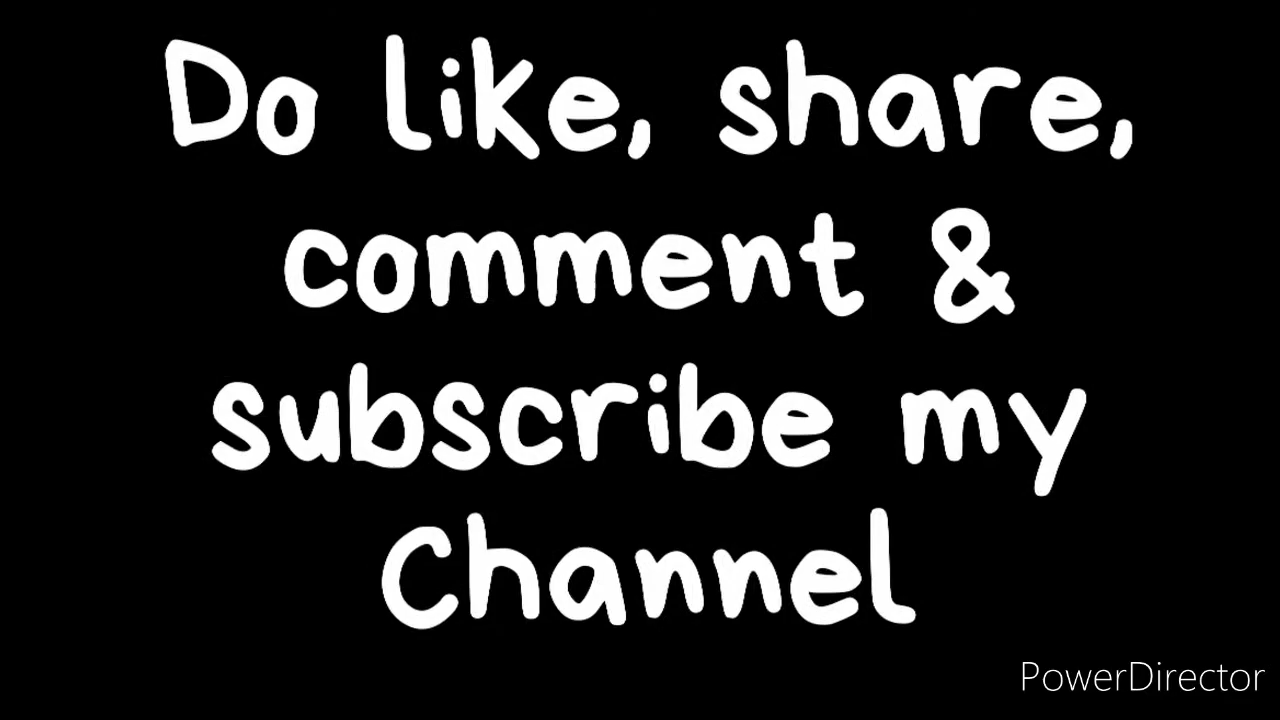 Do like, share,
comment &
subscribe my
Channel
PowerDirector